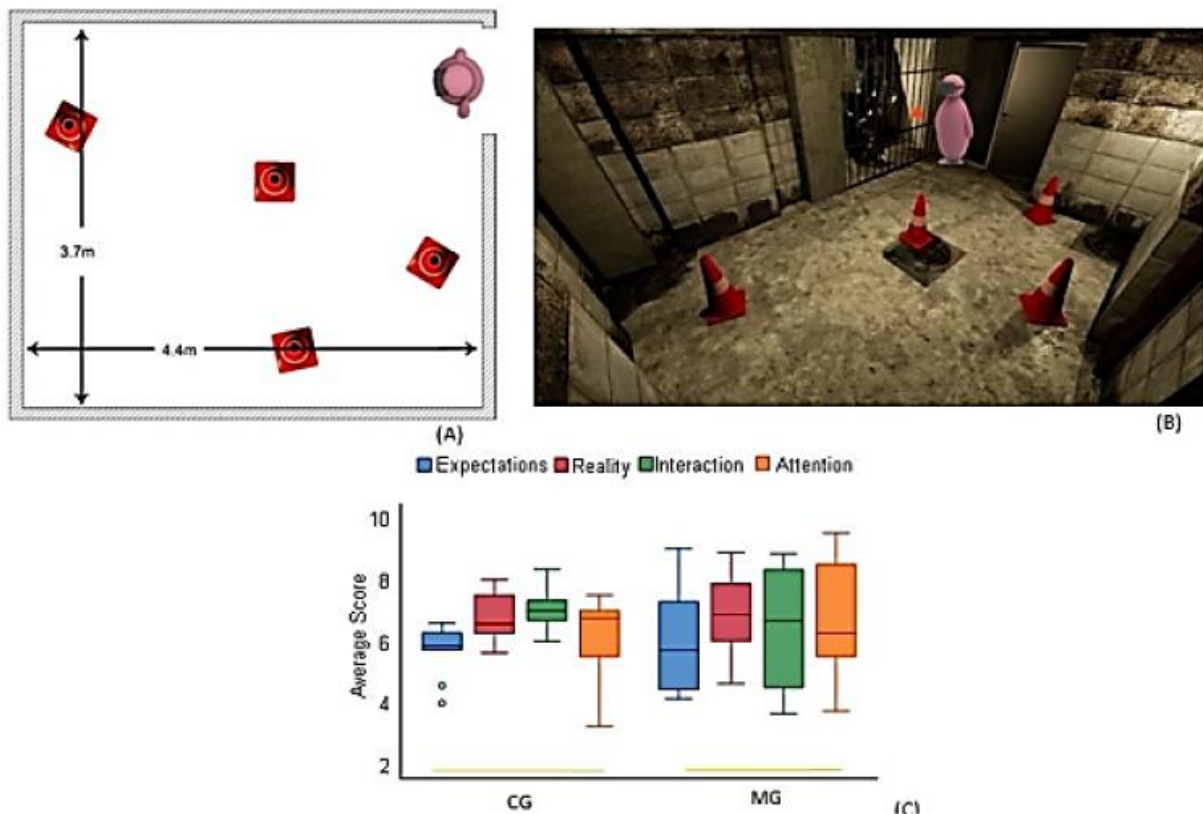 3.7m
4.4m
(A)
(B)
Expectations Reality Interaction Attention
Average Score
10
8
6
4
2
CG MG
(C)